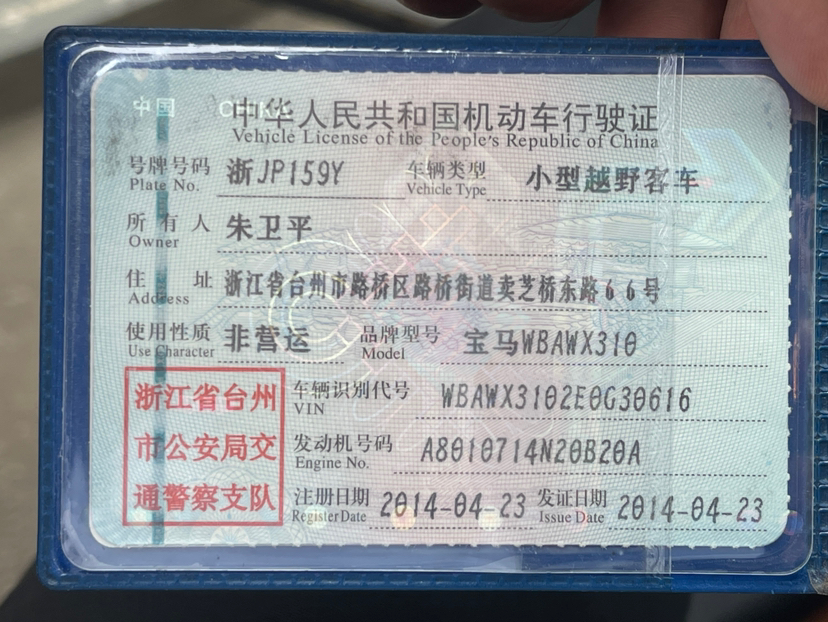 中国 CHINA
中华人民共和国机动车行驶证
Vehicle License of the People's Republic of China
号牌号码 浙JP159Y 车辆类型 小型越野客车
Plate No. Vehicle Type
所有人 朱卫平
Owner
住址 浙江省台州市路桥区路桥街道卖芝桥东路66号
Address
使用性质 非营运 品牌型号 宝马WBAWX310
Use Character Model
浙江省台州 车辆识别代号 WBAWX3102E0G30616
VIN
市公安局交 发动机号码 A8010714N20B20A
Engine No.
通警察支队 注册日期 2014-04-23 发证日期 2014-04-23
Register Date Issue Date